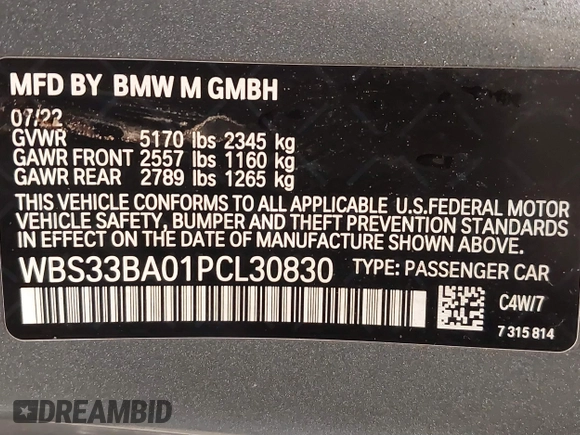 MFD BY BMW M GMBH
07/22
GVWR 5170 lbs 2345 kg
GAWR FRONT 2557 lbs 1160 kg
GAWR REAR 2789 lbs 1265 kg
THIS VEHICLE CONFORMS TO ALL APPLICABLE U.S.FEDERAL MOTOR
VEHICLE SAFETY, BUMPER AND THEFT PREVENTION STANDARDS
IN EFFECT ON THE DATE OF MANUFACTURE SHOWN ABOVE.
WBS33BA01PCL30830 TYPE: PASSENGER CAR
C4W/7
7 315 814
DREAMBID